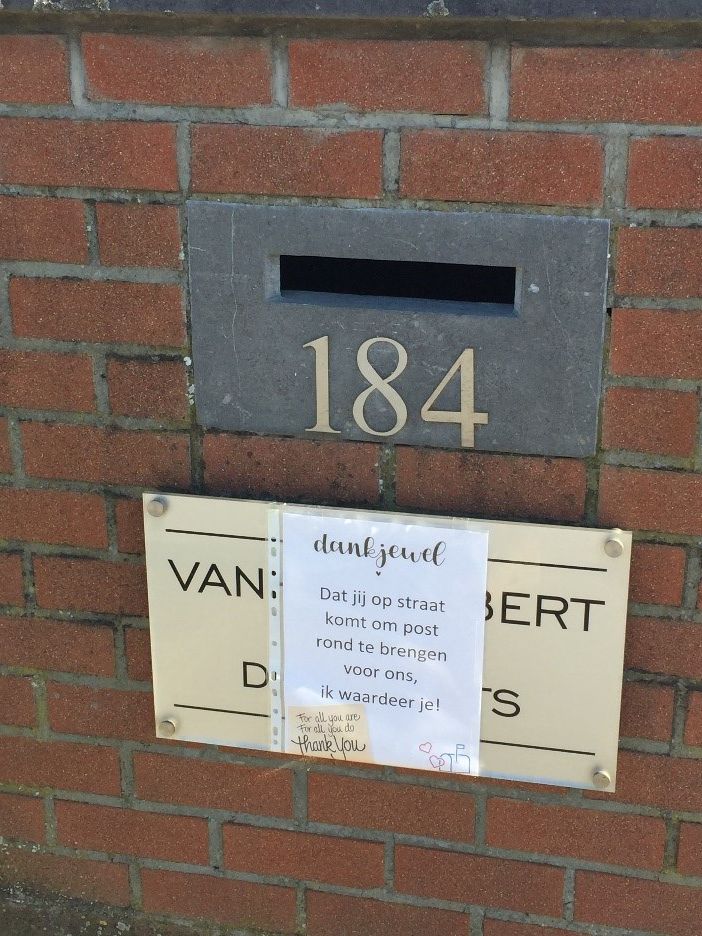 184
dankjewel
VAN BERT
Dat jij op straat
komt om post
rond te brengen
voor ons,
ik waardeer je!
For all you are
For all you do
thank you